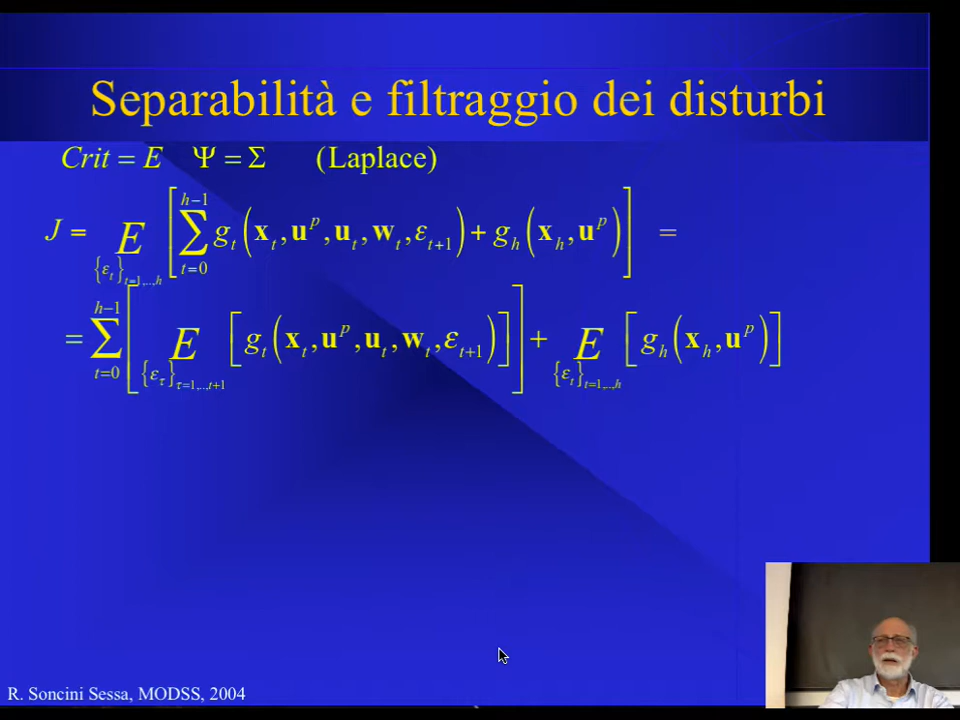 Separabilità e filtraggio dei disturbi
Crit = E Ψ = Σ (Laplace)
J = E_{{ε_t}_{t=1,..,h}} [ ∑_{t=0}^{h−1} g_t (x_t, u^p, u_t, w_t, ε_{t+1}) + g_h (x_h, u^p) ] =
= ∑_{t=0}^{h−1} [ E_{{ε_τ}_{τ=1,..,t+1}} [ g_t (x_t, u^p, u_t, w_t, ε_{t+1}) ] ] + E_{{ε_t}_{t=1,..,h}} [ g_h (x_h, u^p) ]
R. Soncini Sessa, MODSS, 2004